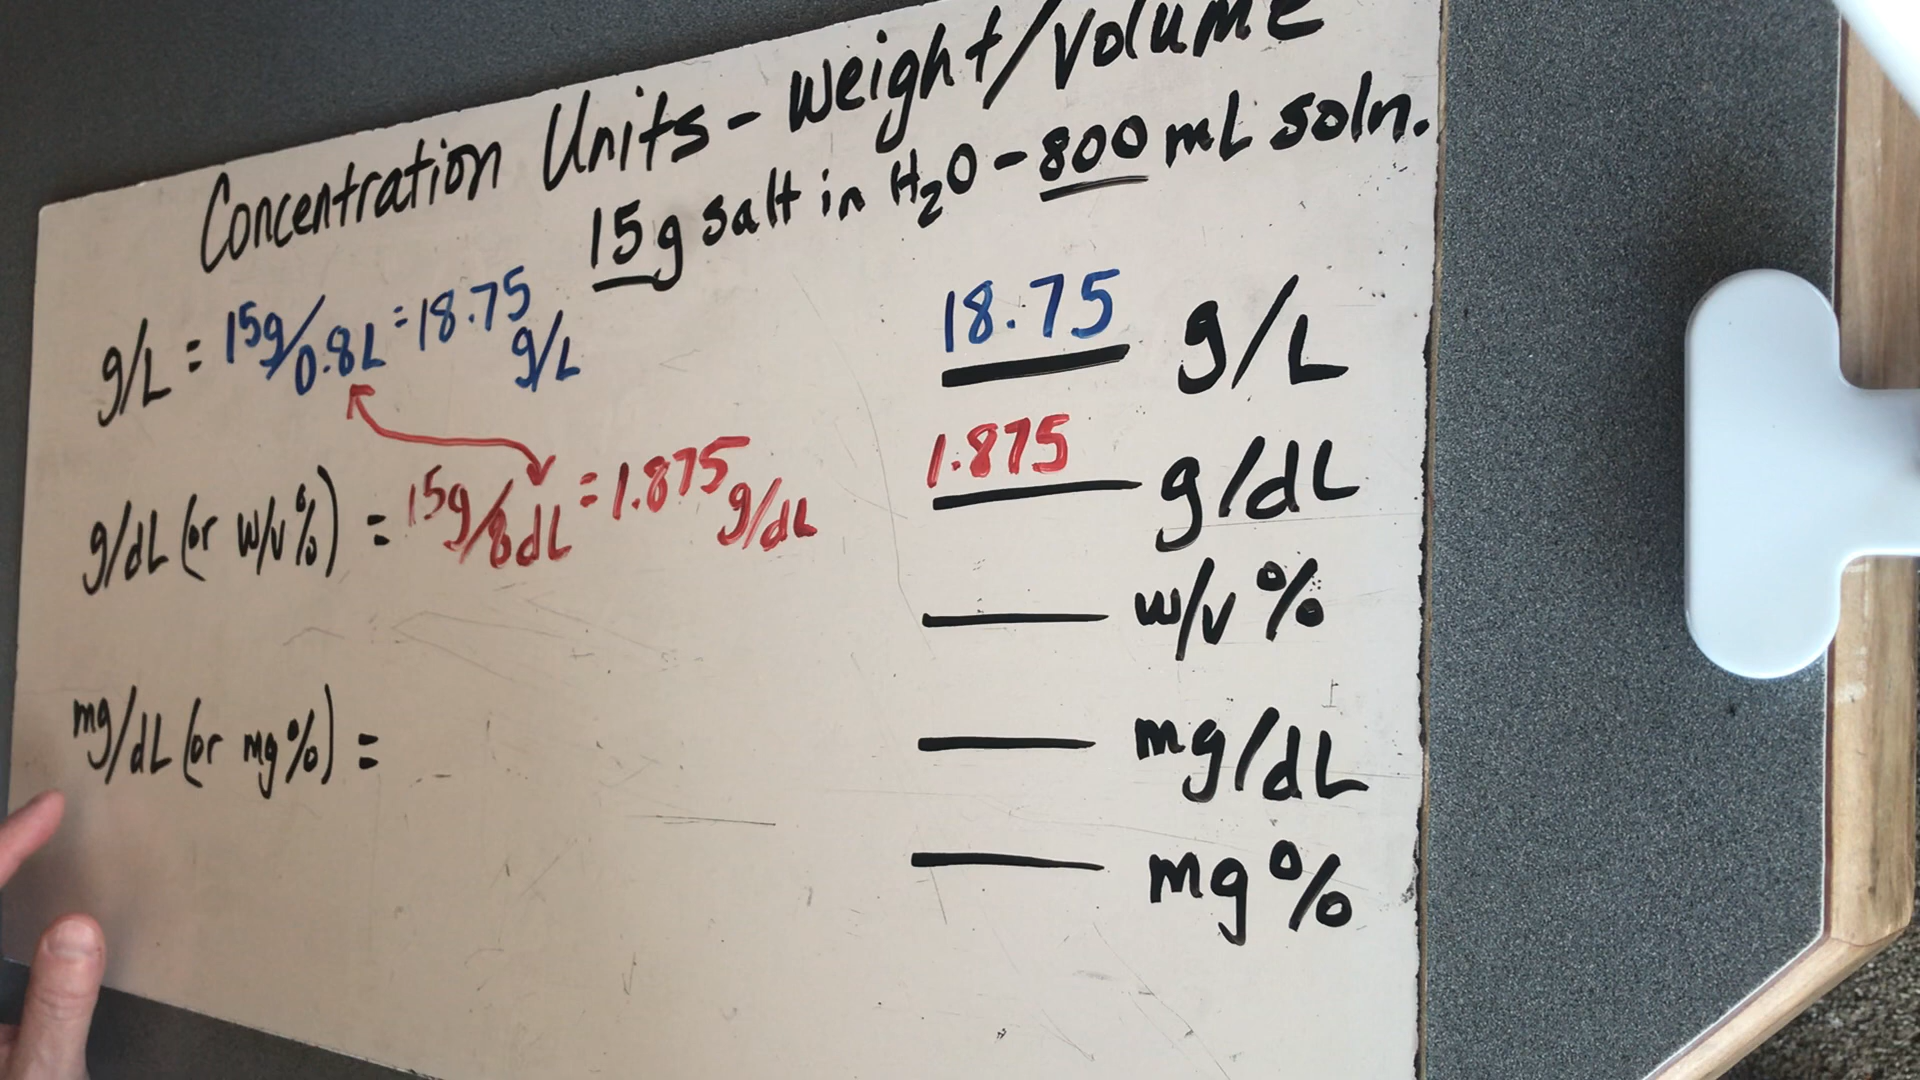 Concentration Units - Weight/Volume
15g salt in H₂O - 800 mL soln.
g/L = 15g/0.8L = 18.75 g/L
18.75 g/L
g/dL (or w/v%) = 15g/8dL = 1.875 g/dL
1.875 g/dL
w/v %
mg/dL (or mg%) =
mg/dL
mg%